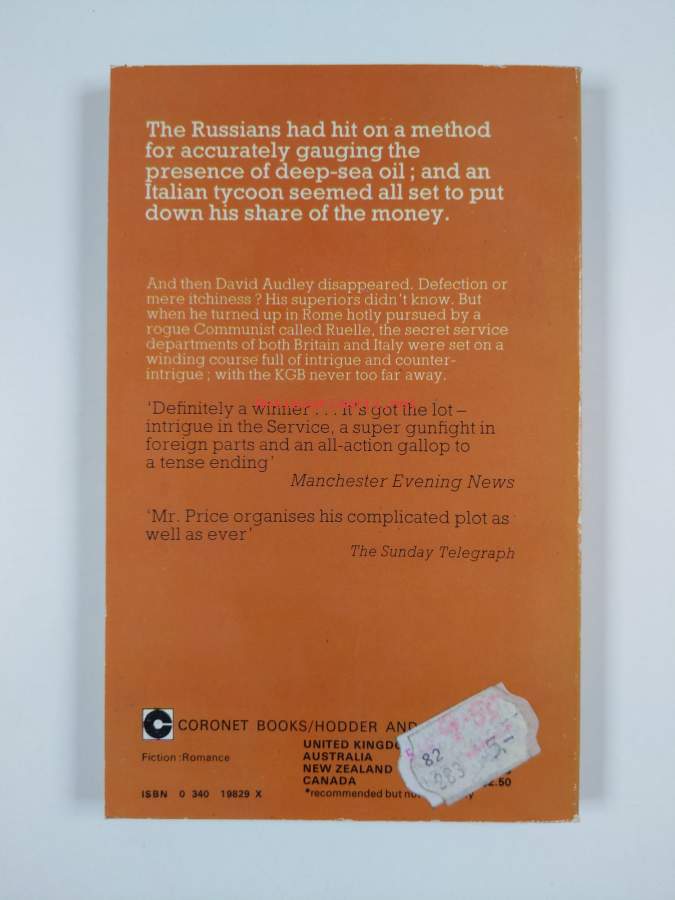 The Russians had hit on a method
for accurately gauging the
presence of deep-sea oil ; and an
Italian tycoon seemed all set to put
down his share of the money.
And then David Audley disappeared. Defection or
mere itchiness ? His superiors didn't know. But
when he turned up in Rome hotly pursued by a
rogue Communist called Ruelle, the secret service
departments of both Britain and Italy were set on a
winding course full of intrigue and counter-
intrigue ; with the KGB never too far away.
'Definitely a winner . . . It's got the lot –
intrigue in the Service, a super gunfight in
foreign parts and an all-action gallop to
a tense ending'
Manchester Evening News
'Mr. Price organises his complicated plot as
well as ever'
The Sunday Telegraph
CORONET BOOKS/HODDER AND
UNITED KINGDO
Fiction :Romance
AUSTRALIA
NEW ZEALAND
CANADA
2.50
ISBN 0 340 19829 X
*recommended but no
82
283
5.-